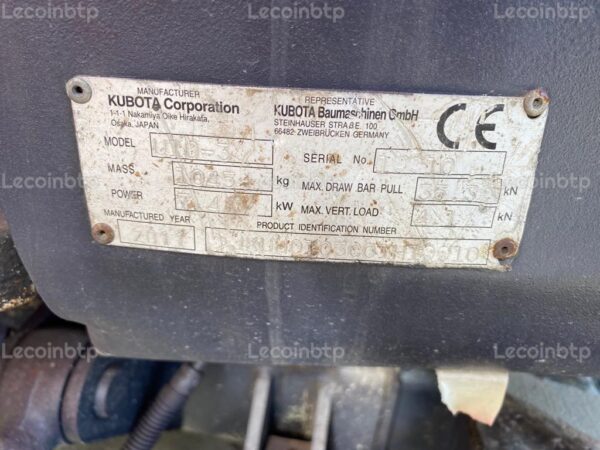 Lecoinbtp Lecoinbtp Lecoinbtp
MANUFACTURER
KUBOTA Corporation
1-1-1 Nakamiya Oike Hirakata,
Osaka, JAPAN
REPRESENTATIVE
KUBOTA Baumaschinen GmbH
STEINHAUSER STRAßE 100
66482 ZWEIBRÜCKEN GERMANY
CE
MODEL
SERIAL No
MASS kg
MAX. DRAW BAR PULL kN
POWER kW
MAX. VERT. LOAD kN
MANUFACTURED YEAR
PRODUCT IDENTIFICATION NUMBER
Lecoinbtp Lecoinbtp Lecoinbtp
Lecoinbtp Lecoinbtp Lecoinbtp